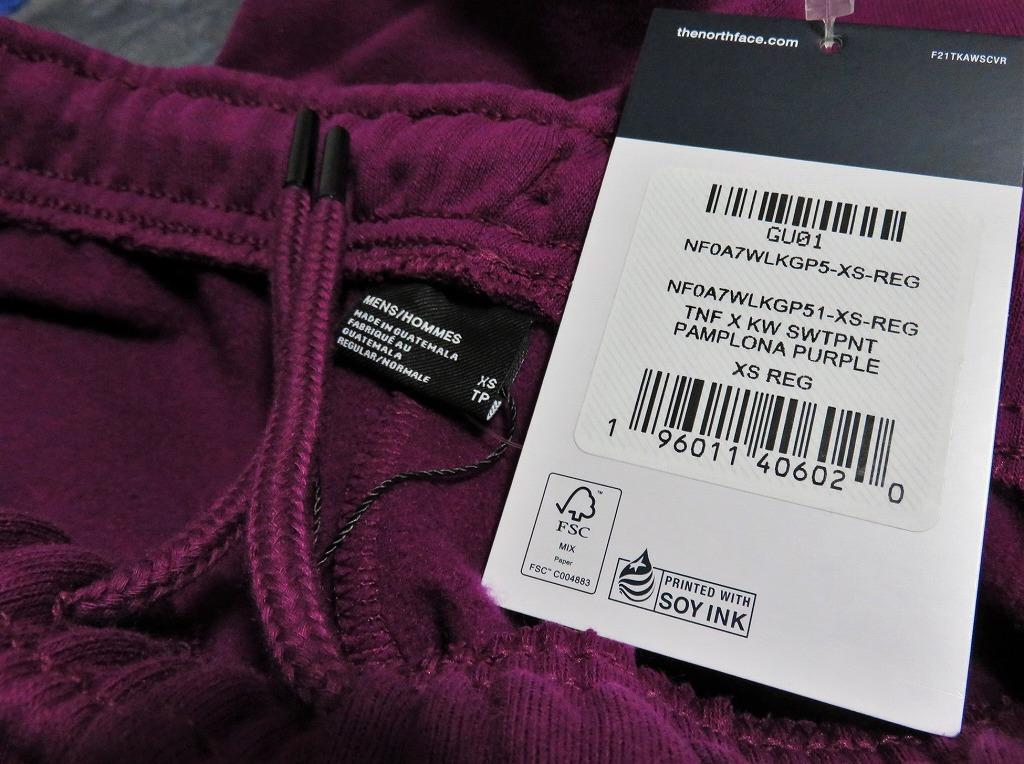 thenorthface.com
F21TKAWSCVR
GU01
NF0A7WLKGP5-XS-REG
NF0A7WLKGP51-XS-REG
TNF X KW SWTPNT
PAMPLONA PURPLE
XS REG
1 96011 40602 0
FSC™
MIX
Paper
FSC™ C004883
PRINTED WITH
SOY INK
MENS/HOMMES
MADE IN GUATEMALA
FABRIQUÉ AU
GUATEMALA
REGULAR/NORMALE
XS
TP